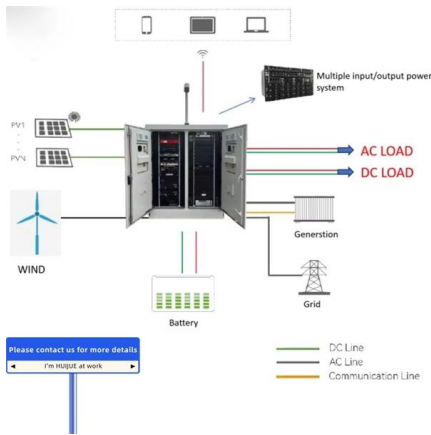 Multiple input/output power
system
PV1
PVN
AC LOAD
DC LOAD
WIND
Generstion
Grid
Battery
Please contact us for more details
I'm HUIJUE at work
DC Line
AC Line
Communication Line